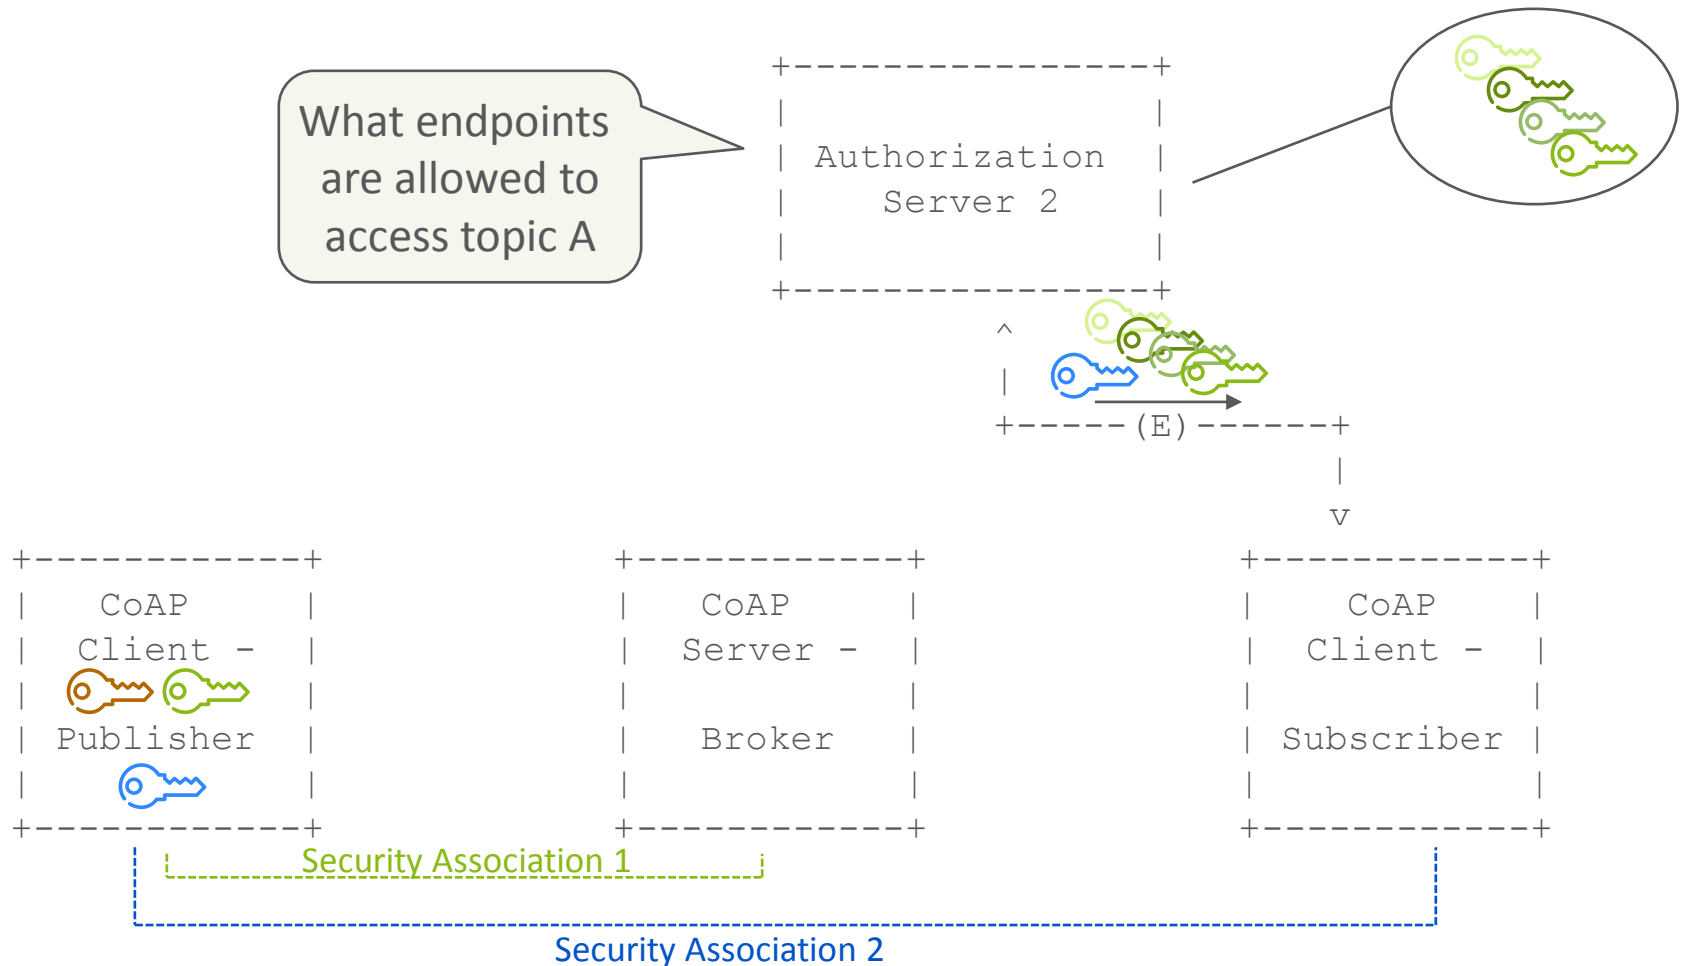 What endpoints
are allowed to
access topic A
Authorization
Server 2
(E)
v
CoAP
Client -
Publisher
CoAP
Server -
Broker
CoAP
Client -
Subscriber
Security Association 1
Security Association 2